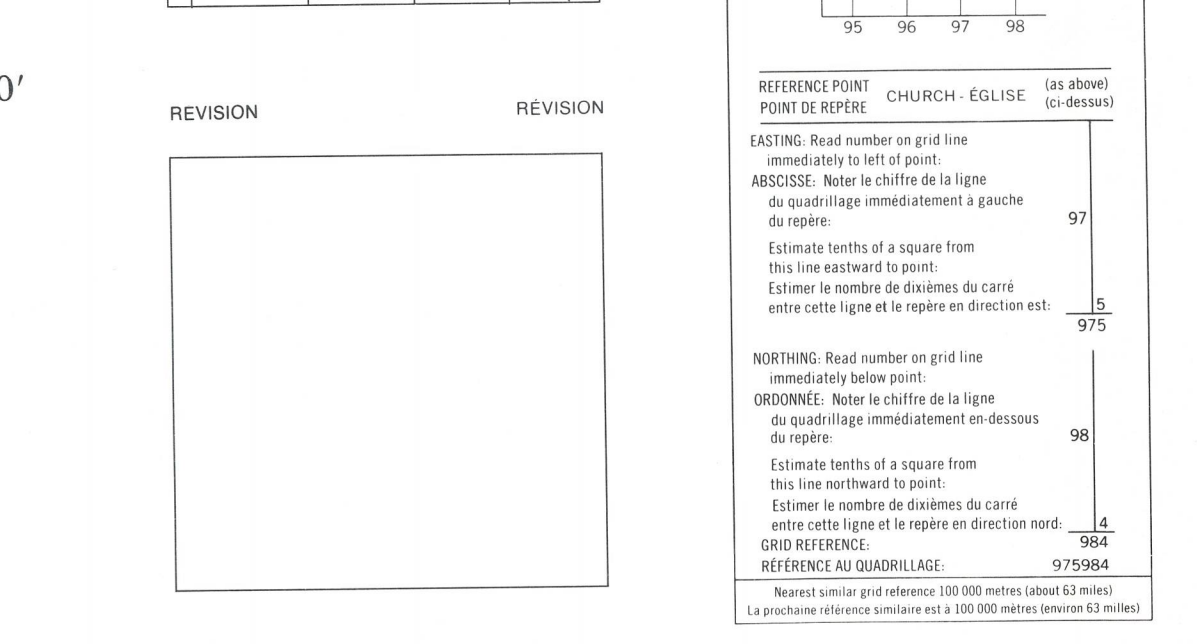 0′
REVISION
RÉVISION
95 96 97 98
REFERENCE POINT
POINT DE REPÈRE
CHURCH - ÉGLISE
(as above)
(ci-dessus)
EASTING: Read number on grid line
immediately to left of point:
ABSCISSE: Noter le chiffre de la ligne
du quadrillage immédiatement à gauche
du repère: 97
Estimate tenths of a square from
this line eastward to point:
Estimer le nombre de dixièmes du carré
entre cette ligne et le repère en direction est: 5
975
NORTHING: Read number on grid line
immediately below point:
ORDONNÉE: Noter le chiffre de la ligne
du quadrillage immédiatement en-dessous
du repère: 98
Estimate tenths of a square from
this line northward to point:
Estimer le nombre de dixièmes du carré
entre cette ligne et le repère en direction nord: 4
GRID REFERENCE: 984
RÉFÉRENCE AU QUADRILLAGE: 975984
Nearest similar grid reference 100 000 metres (about 63 miles)
La prochaine référence similaire est à 100 000 mètres (environ 63 milles)